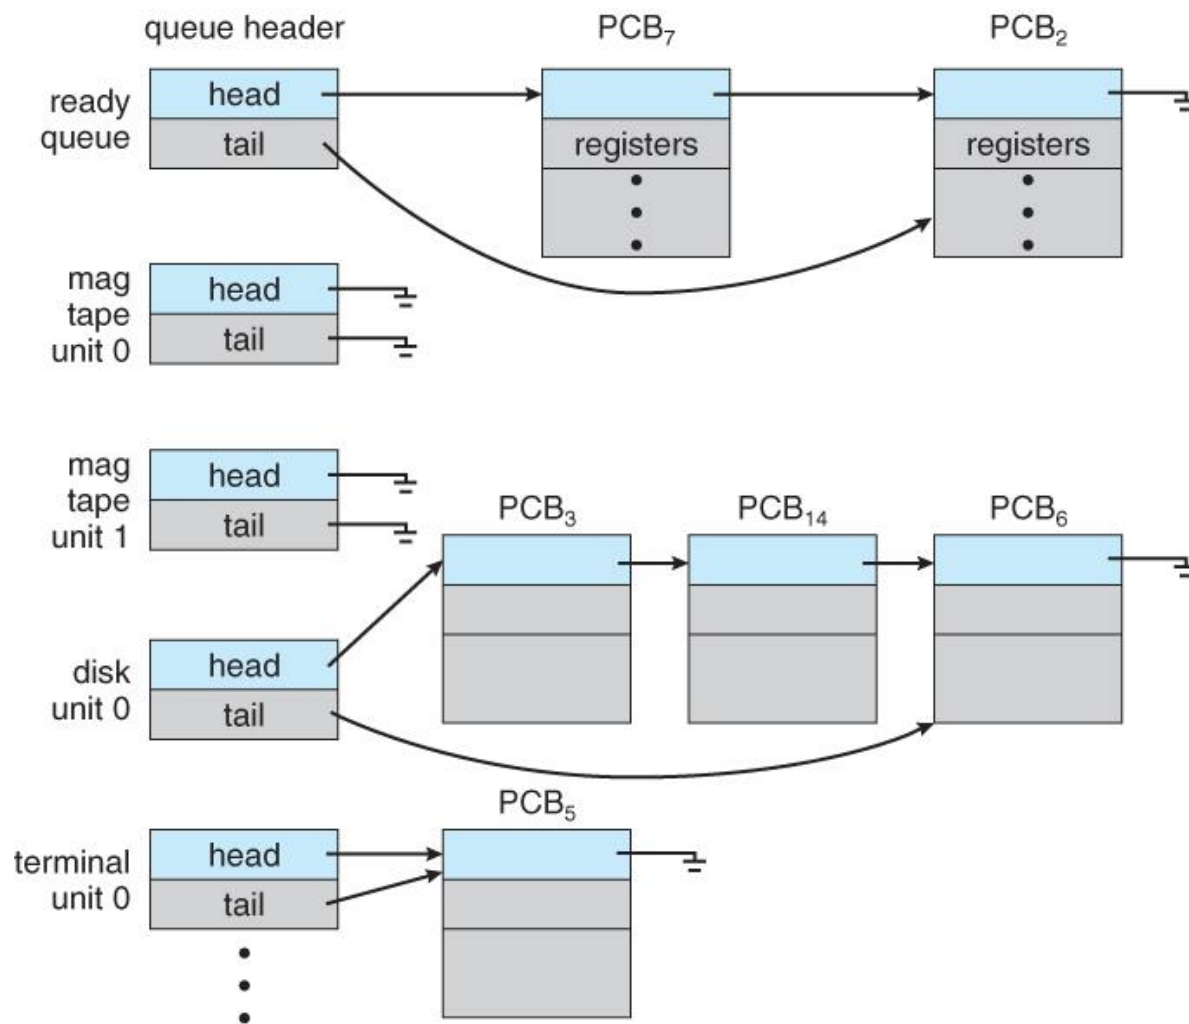 queue header
PCB₇
PCB₂
ready
queue
head
tail
registers
registers
mag
tape
unit 0
head
tail
mag
tape
unit 1
head
tail
PCB₃
PCB₁₄
PCB₆
disk
unit 0
head
tail
PCB₅
terminal
unit 0
head
tail